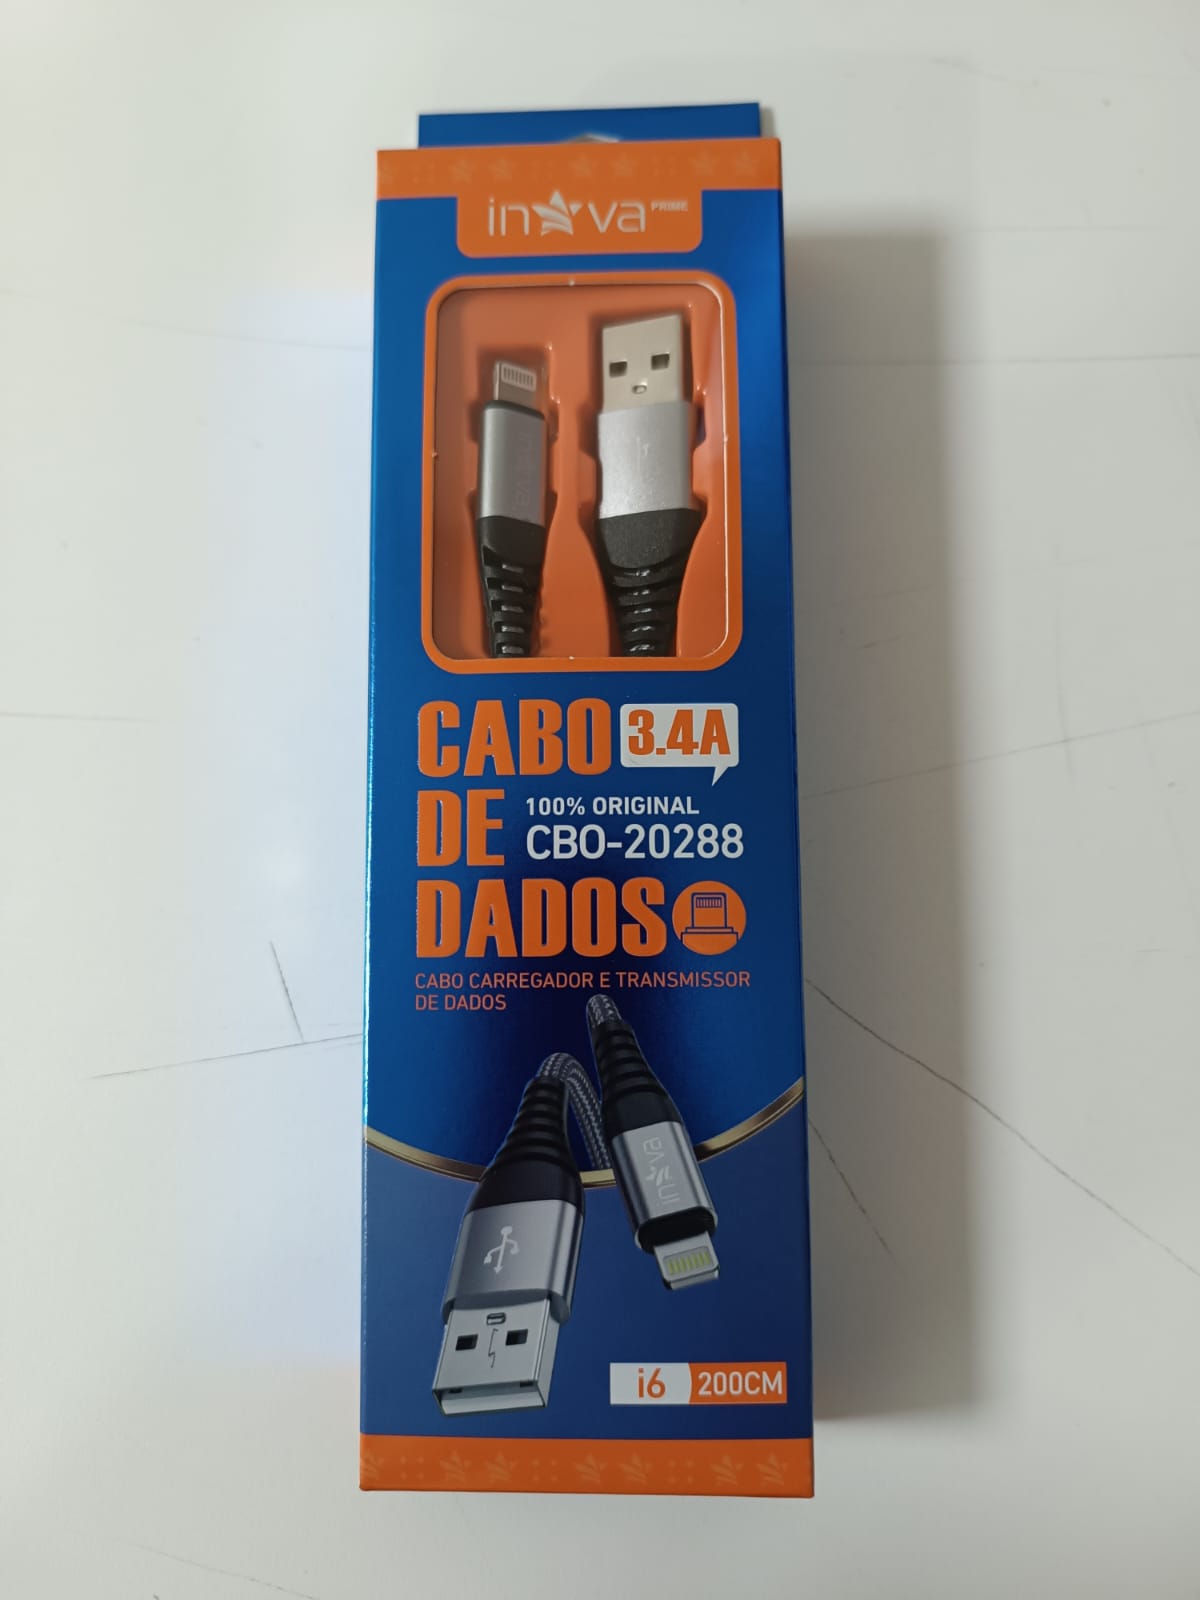 inova PRIME
inova
CABO 3.4A
DE 100% ORIGINAL
CBO-20288
DADOS
CABO CARREGADOR E TRANSMISSOR
DE DADOS
inova
i6 200CM